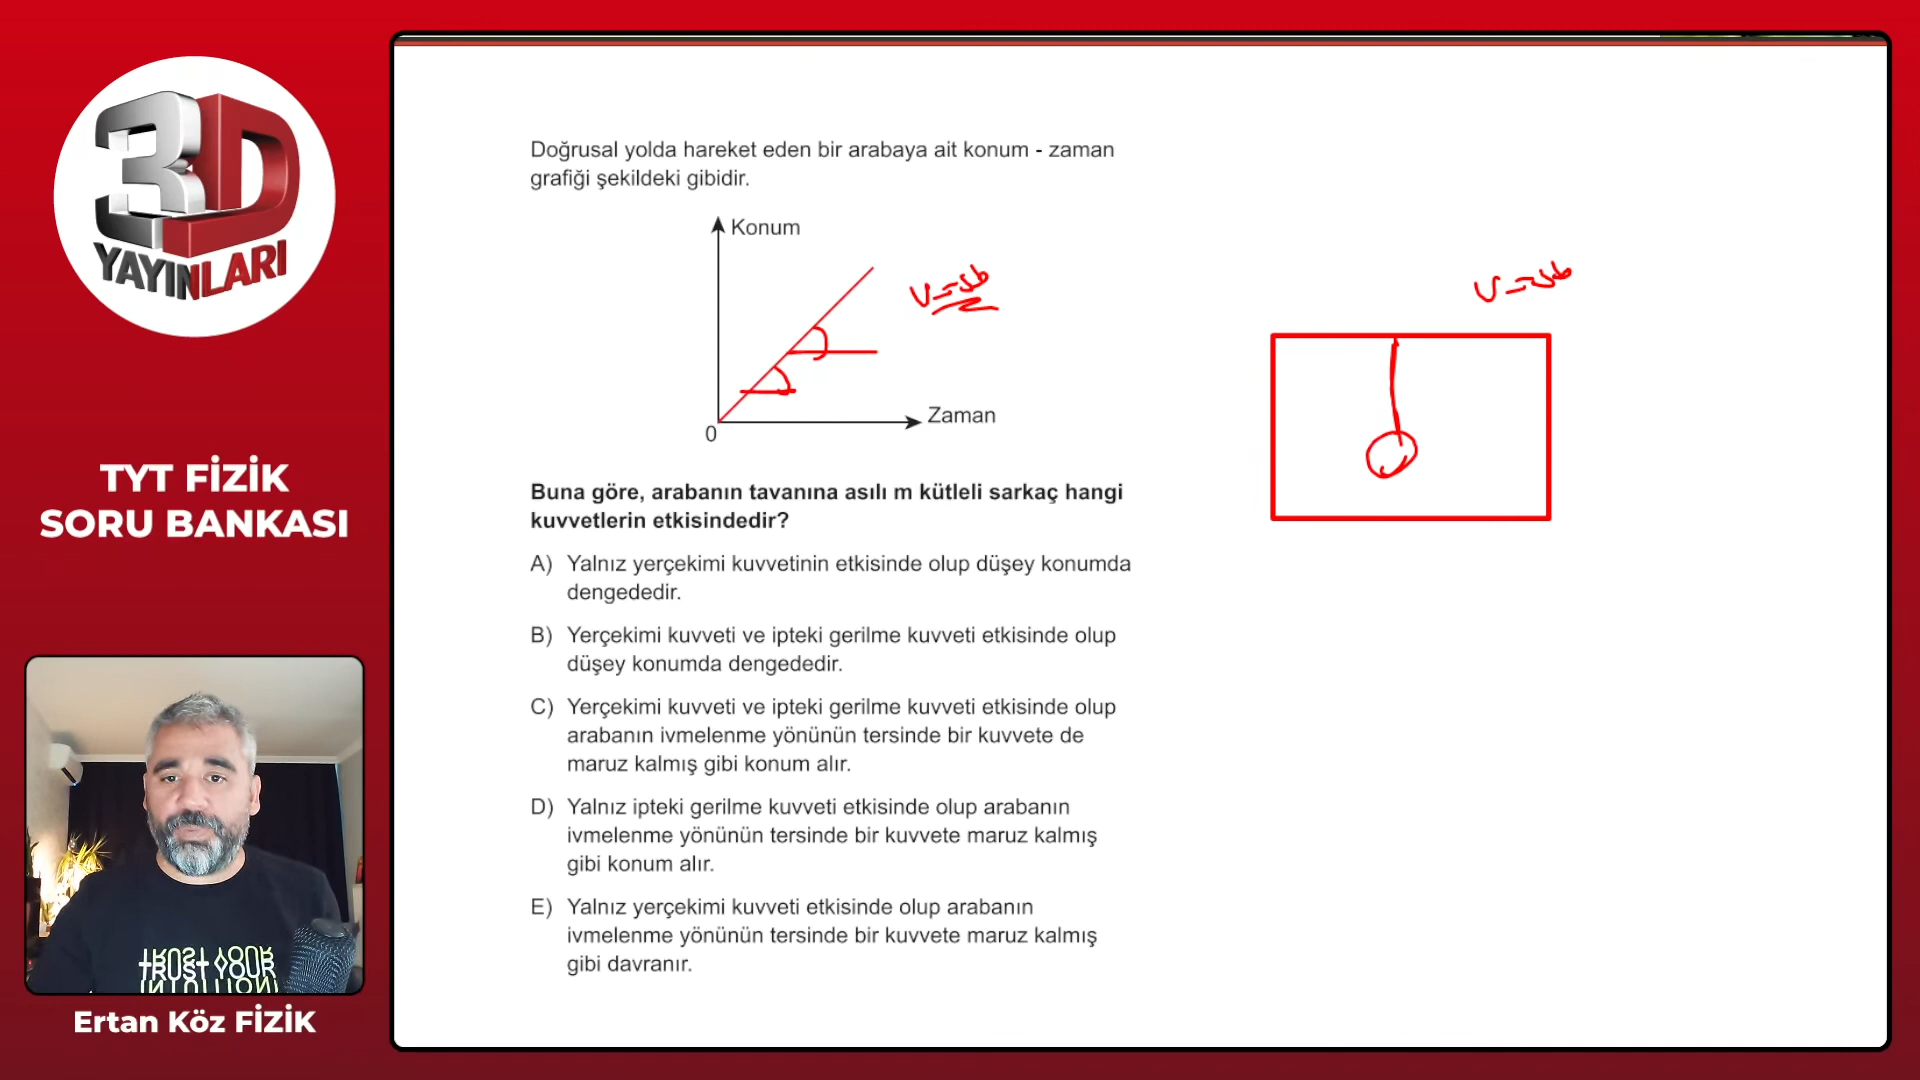 3D
YAYINLARI
TYT FİZİK
SORU BANKASI
TRUST YOUR
Ertan Köz FİZİK
Doğrusal yolda hareket eden bir arabaya ait konum - zaman
grafiği şekildeki gibidir.
Konum
V=sb
Zaman
0
V=sb
Buna göre, arabanın tavanına asılı m kütleli sarkaç hangi
kuvvetlerin etkisindedir?
A) Yalnız yerçekimi kuvvetinin etkisinde olup düşey konumda
dengededir.
B) Yerçekimi kuvveti ve ipteki gerilme kuvveti etkisinde olup
düşey konumda dengededir.
C) Yerçekimi kuvveti ve ipteki gerilme kuvveti etkisinde olup
arabanın ivmelenme yönünün tersinde bir kuvvete de
maruz kalmış gibi konum alır.
D) Yalnız ipteki gerilme kuvveti etkisinde olup arabanın
ivmelenme yönünün tersinde bir kuvvete maruz kalmış
gibi konum alır.
E) Yalnız yerçekimi kuvveti etkisinde olup arabanın
ivmelenme yönünün tersinde bir kuvvete maruz kalmış
gibi davranır.